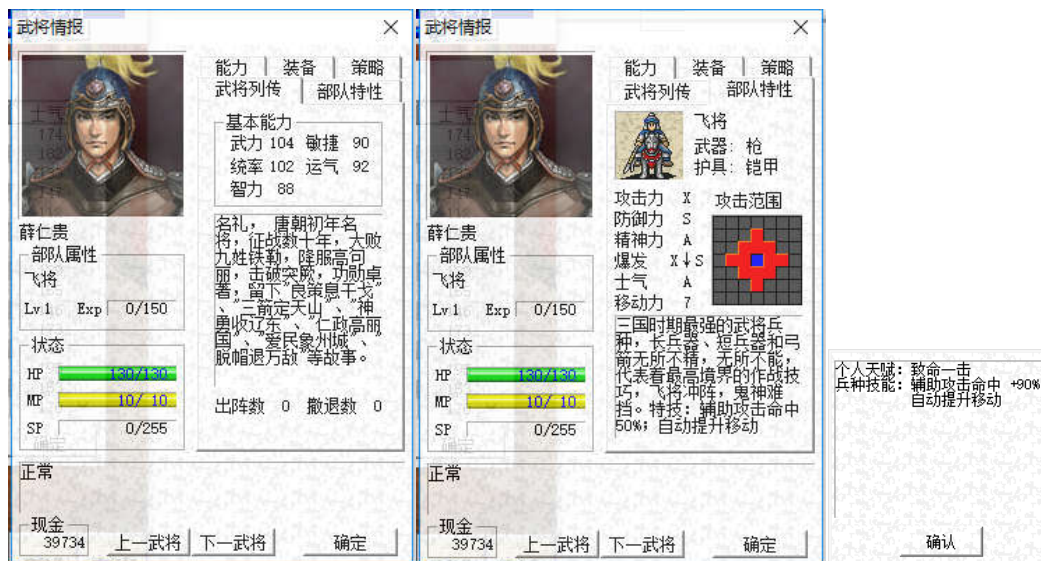 武将情报
能力 装备 策略
武将列传 部队特性
基本能力
武力 104 敏捷 90
统率 102 运气 92
智力 88
名礼， 唐朝初年名
将，征战数十年，大败
九姓铁勒，降服高句
丽，击破突厥，功勋卓
著，留下"良策息干戈"
、"三箭定天山"、"神
勇收辽东"、"仁政高丽
国"、"爱民象州城"、"
脱帽退万敌"等故事。
出阵数 0 撤退数 0
薛仁贵
部队属性
飞将
Lv 1 Exp 0/150
状态
HP 130/130
MP 10/ 10
SP 0/255
正常
现金
39734
上一武将 下一武将 确定
武将情报
能力 装备 策略
武将列传 部队特性
飞将
武器: 枪
护具: 铠甲
攻击力 X 攻击范围
防御力 S
精神力 A
爆发 X↓S
士气 A
移动力 7
三国时期最强的武将兵
种，长兵器、短兵器和弓
箭无所不精，无所不能，
代表着最高境界的作战技
巧，飞将冲阵，鬼神难
挡。特技：辅助攻击命中
50%；自动提升移动
薛仁贵
部队属性
飞将
Lv 1 Exp 0/150
状态
HP 130/130
MP 10/ 10
SP 0/255
正常
现金
39734
上一武将 下一武将 确定
个人天赋: 致命一击
兵种技能: 辅助攻击命中 +90%
自动提升移动
确认